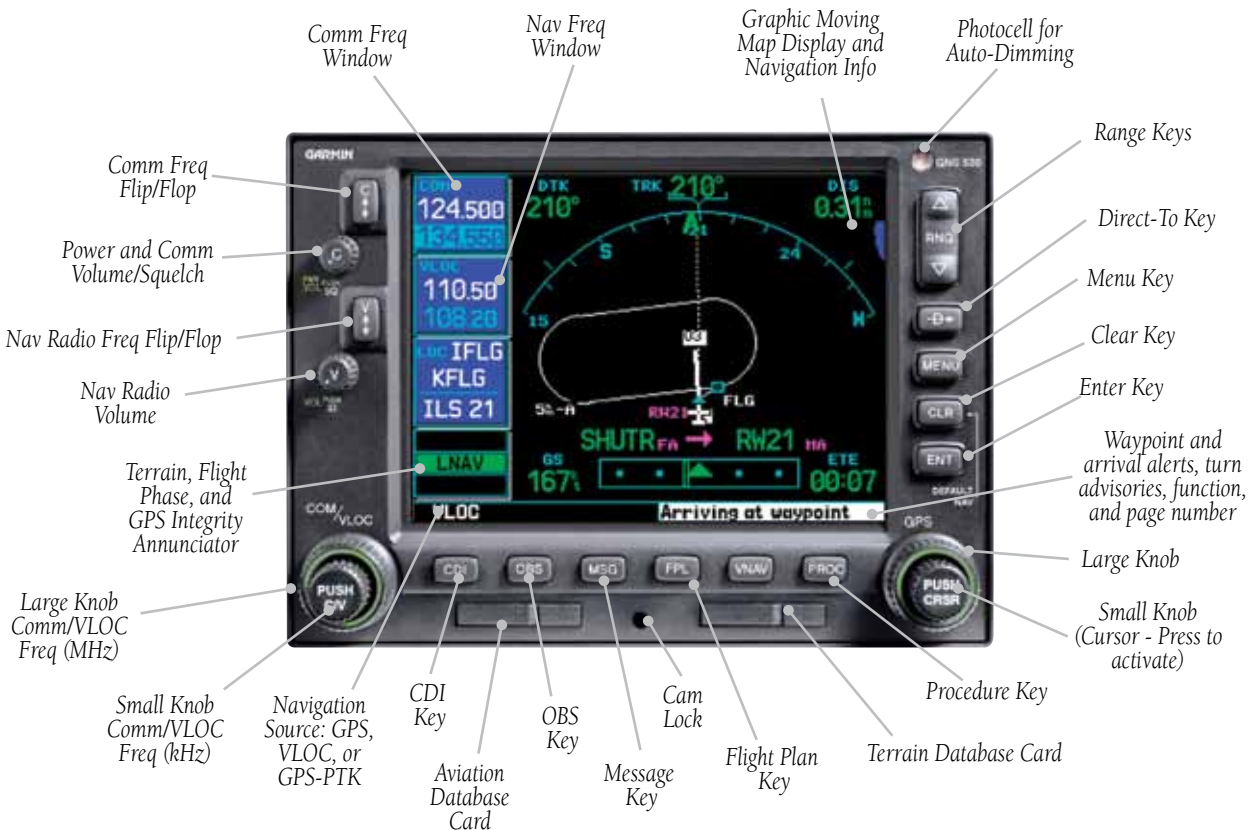 Comm Freq
Window
Nav Freq
Window
Graphic Moving
Map Display and
Navigation Info
Photocell for
Auto-Dimming
Comm Freq
Flip/Flop
Power and Comm
Volume/Squelch
Nav Radio Freq Flip/Flop
Nav Radio
Volume
Terrain, Flight
Phase, and
GPS Integrity
Annunciator
Large Knob
Comm/VLOC
Freq (MHz)
Small Knob
Comm/VLOC
Freq (kHz)
Navigation
Source: GPS,
VLOC, or
GPS-PTK
CDI
Key
Aviation
Database
Card
OBS
Key
Message
Key
Cam
Lock
Flight Plan
Key
Terrain Database Card
Procedure Key
Range Keys
Direct-To Key
Menu Key
Clear Key
Enter Key
Waypoint and
arrival alerts, turn
advisories, function,
and page number
Large Knob
Small Knob
(Cursor - Press to
activate)
GARMIN
GNS 530
C
C
V
V
COM/VLOC
PUSH
C/V
COM
124.500
134.550
VLOC
110.50
108.20
LOC IFLG
KFLG
ILS 21
LNAV
VLOC
DTK
210°
TRK 210°
DIS
0.31
S
21
24
15
W
03
FLG
RW21
SHUTR FA → RW21 MA
GS
167
ETE
00:07
Arriving at waypoint
RNG
D
MENU
CLR
ENT
DEFAULT
NAV
GPS
PUSH
CRSR
CDI
OBS
MSG
FPL
VNAV
PROC